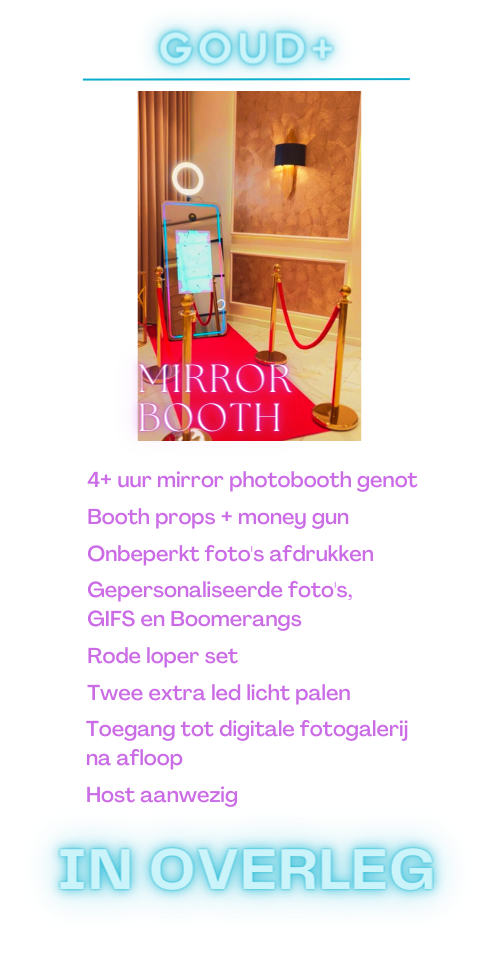 GOUD+
MIRROR
BOOTH
4+ uur mirror photobooth genot
Booth props + money gun
Onbeperkt foto's afdrukken
Gepersonaliseerde foto's,
GIFS en Boomerangs
Rode loper set
Twee extra led licht palen
Toegang tot digitale fotogalerij
na afloop
Host aanwezig
IN OVERLEG